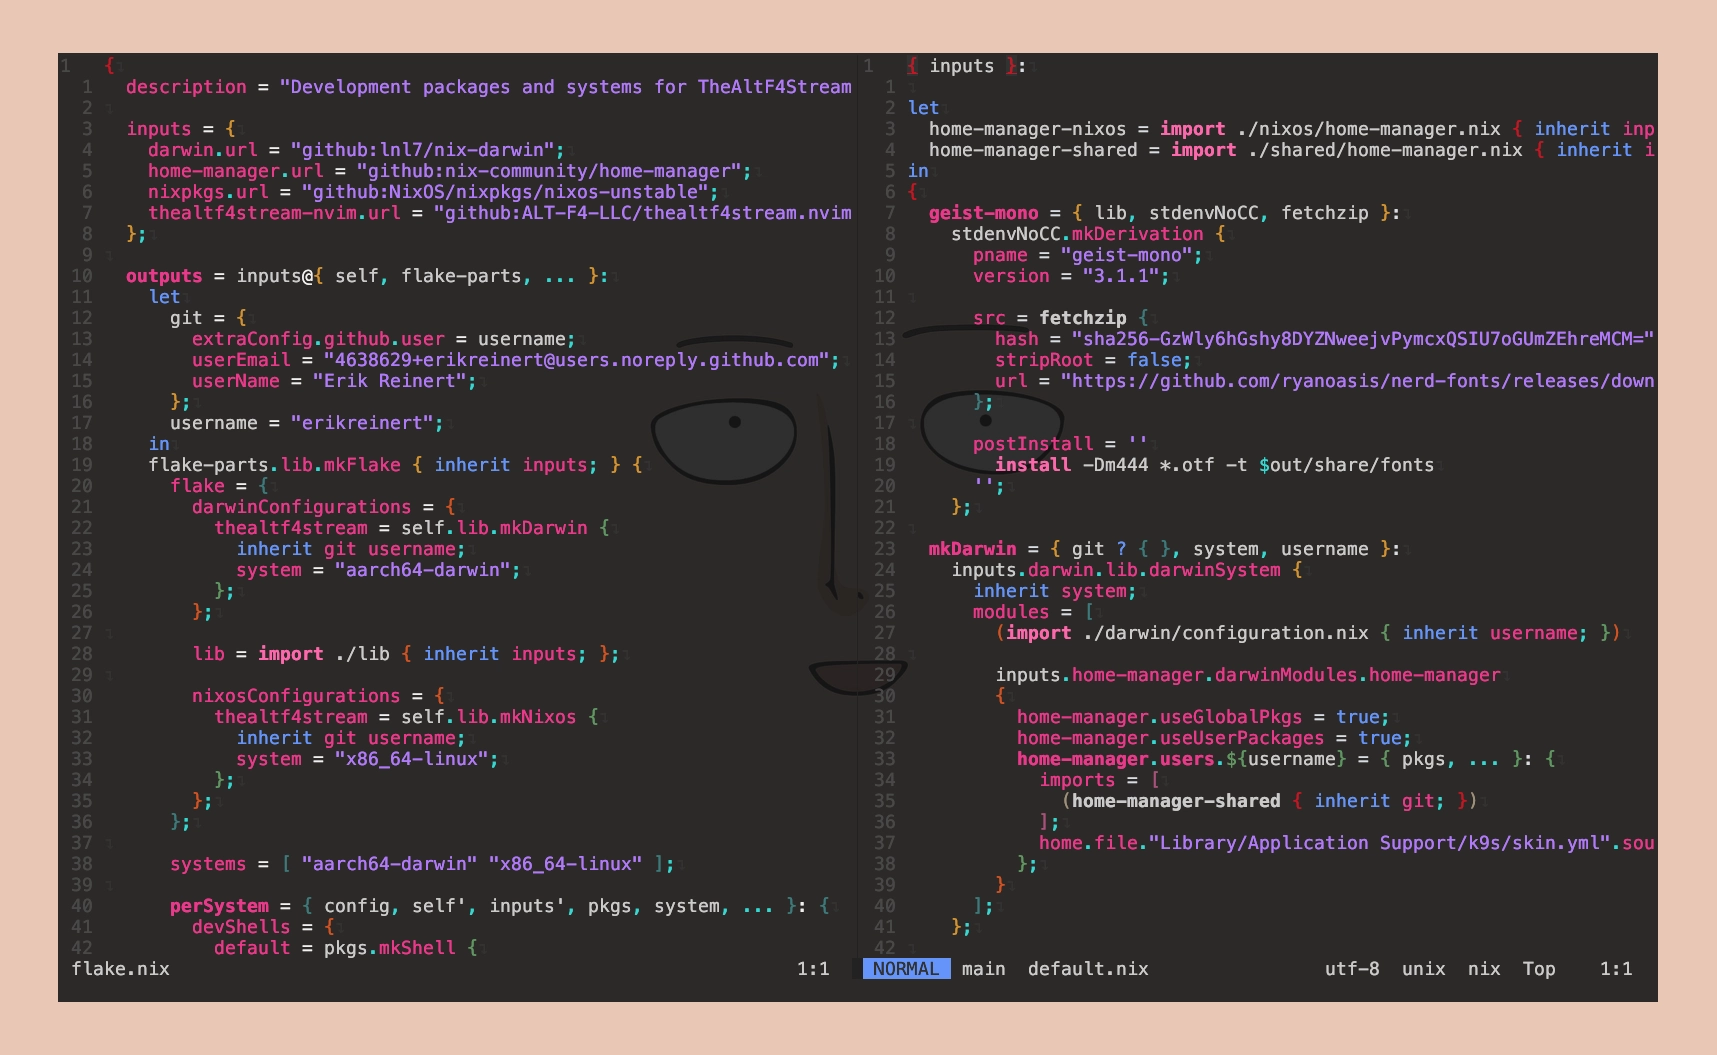 1 {
1 description = "Development packages and systems for TheAltF4Stream
2
3 inputs = {
4 darwin.url = "github:lnl7/nix-darwin";
5 home-manager.url = "github:nix-community/home-manager";
6 nixpkgs.url = "github:NixOS/nixpkgs/nixos-unstable";
7 thealtf4stream-nvim.url = "github:ALT-F4-LLC/thealtf4stream.nvim
8 };
9
10 outputs = inputs@{ self, flake-parts, ... }:
11 let
12 git = {
13 extraConfig.github.user = username;
14 userEmail = "4638629+erikreinert@users.noreply.github.com";
15 userName = "Erik Reinert";
16 };
17 username = "erikreinert";
18 in
19 flake-parts.lib.mkFlake { inherit inputs; } {
20 flake = {
21 darwinConfigurations = {
22 thealtf4stream = self.lib.mkDarwin {
23 inherit git username;
24 system = "aarch64-darwin";
25 };
26 };
27
28 lib = import ./lib { inherit inputs; };
29
30 nixosConfigurations = {
31 thealtf4stream = self.lib.mkNixos {
32 inherit git username;
33 system = "x86_64-linux";
34 };
35 };
36 };
37
38 systems = [ "aarch64-darwin" "x86_64-linux" ];
39
40 perSystem = { config, self', inputs', pkgs, system, ... }: {
41 devShells = {
42 default = pkgs.mkShell {
flake.nix 1:1
1 { inputs }:
1
2 let
3 home-manager-nixos = import ./nixos/home-manager.nix { inherit inp
4 home-manager-shared = import ./shared/home-manager.nix { inherit i
5 in
6 {
7 geist-mono = { lib, stdenvNoCC, fetchzip }:
8 stdenvNoCC.mkDerivation {
9 pname = "geist-mono";
10 version = "3.1.1";
11
12 src = fetchzip {
13 hash = "sha256-GzWly6hGshy8DYZNweejvPymcxQSIU7oGUmZEhreMCM="
14 stripRoot = false;
15 url = "https://github.com/ryanoasis/nerd-fonts/releases/down
16 };
17
18 postInstall = ''
19 install -Dm444 *.otf -t $out/share/fonts
20 '';
21 };
22
23 mkDarwin = { git ? { }, system, username }:
24 inputs.darwin.lib.darwinSystem {
25 inherit system;
26 modules = [
27 (import ./darwin/configuration.nix { inherit username; })
28
29 inputs.home-manager.darwinModules.home-manager
30 {
31 home-manager.useGlobalPkgs = true;
32 home-manager.useUserPackages = true;
33 home-manager.users.${username} = { pkgs, ... }: {
34 imports = [
35 (home-manager-shared { inherit git; })
36 ];
37 home.file."Library/Application Support/k9s/skin.yml".sou
38 };
39 }
40 ];
41 };
42
NORMAL main default.nix utf-8 unix nix Top 1:1